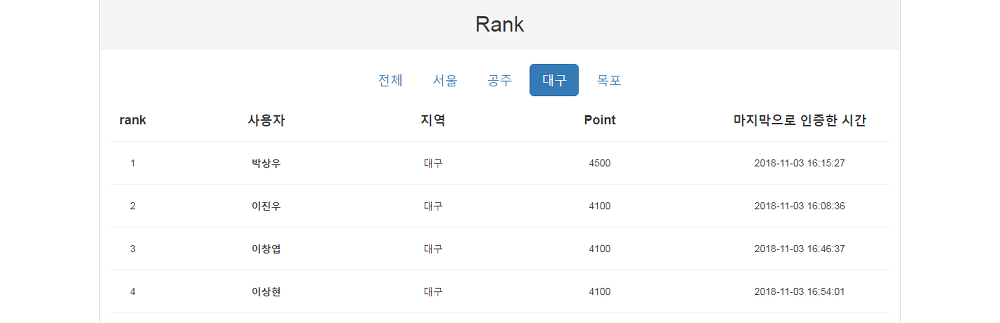 Rank
전체 서울 공주 대구 목포
rank 사용자 지역 Point 마지막으로 인증한 시간
1 박상우 대구 4500 2018-11-03 16:15:27
2 이진우 대구 4100 2018-11-03 16:08:36
3 이창엽 대구 4100 2018-11-03 16:46:37
4 이상현 대구 4100 2018-11-03 16:54:01